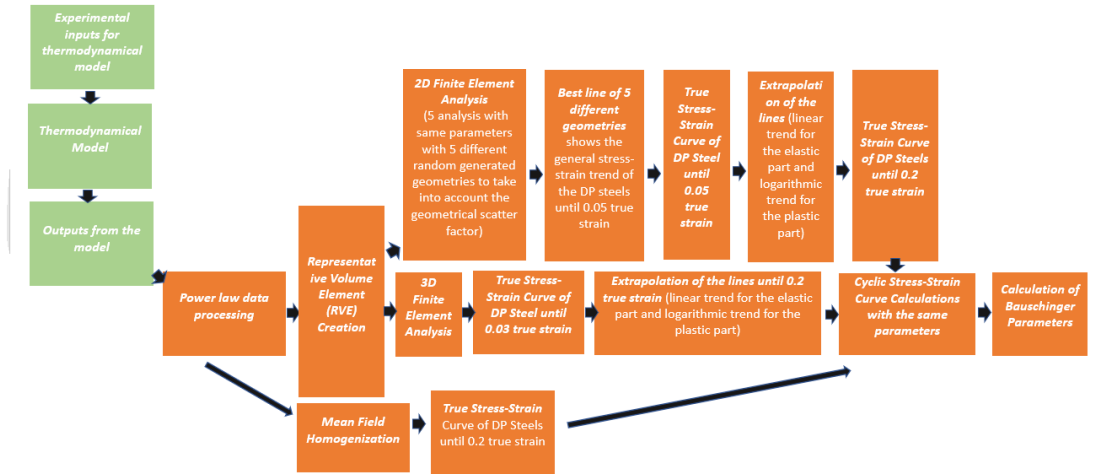 Experimental
inputs for
thermodynamical
model
Thermodynamical
Model
Outputs from the
model
Power law data
processing
Representat
ive Volume
Element
(RVE)
Creation
2D Finite Element
Analysis
(5 analysis with
same parameters
with 5 different
random generated
geometries to take
into account the
geometrical scatter
factor)
Best line of 5
different
geometries
shows the
general stress-
strain trend of
the DP steels
until 0.05 true
strain
True
Stress-
Strain
Curve of
DP Steel
until
0.05
true
strain
Extrapolati
on of the
lines (linear
trend for
the elastic
part and
logarithmic
trend for
the plastic
part)
True Stress-
Strain Curve
of DP Steels
until 0.2
true strain
3D
Finite
Element
Analysis
True Stress-
Strain Curve of
DP Steel until
0.03 true strain
Extrapolation of the lines until 0.2
true strain (linear trend for the elastic
part and logarithmic trend for the
plastic part)
Cyclic Stress-Strain
Curve Calculations
with the same
parameters
Calculation of
Bauschinger
Parameters
Mean Field
Homogenization
True Stress-Strain
Curve of DP Steels
until 0.2 true strain